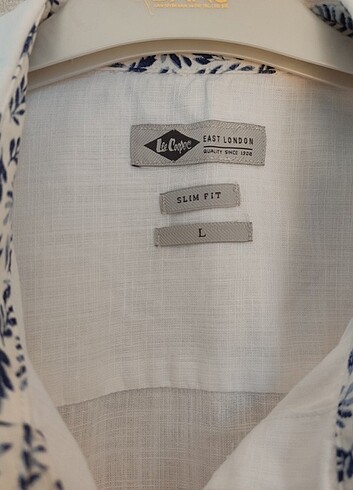 Lee Cooper
EAST LONDON
QUALITY SINCE 1908
SLIM FIT
L